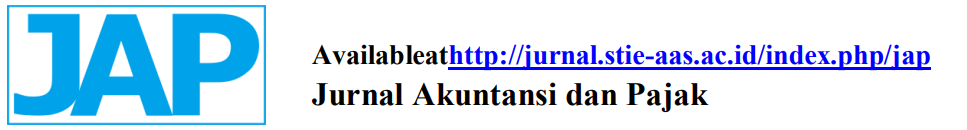 JAP
Availableathttp://jurnal.stie-aas.ac.id/index.php/jap
Jurnal Akuntansi dan Pajak